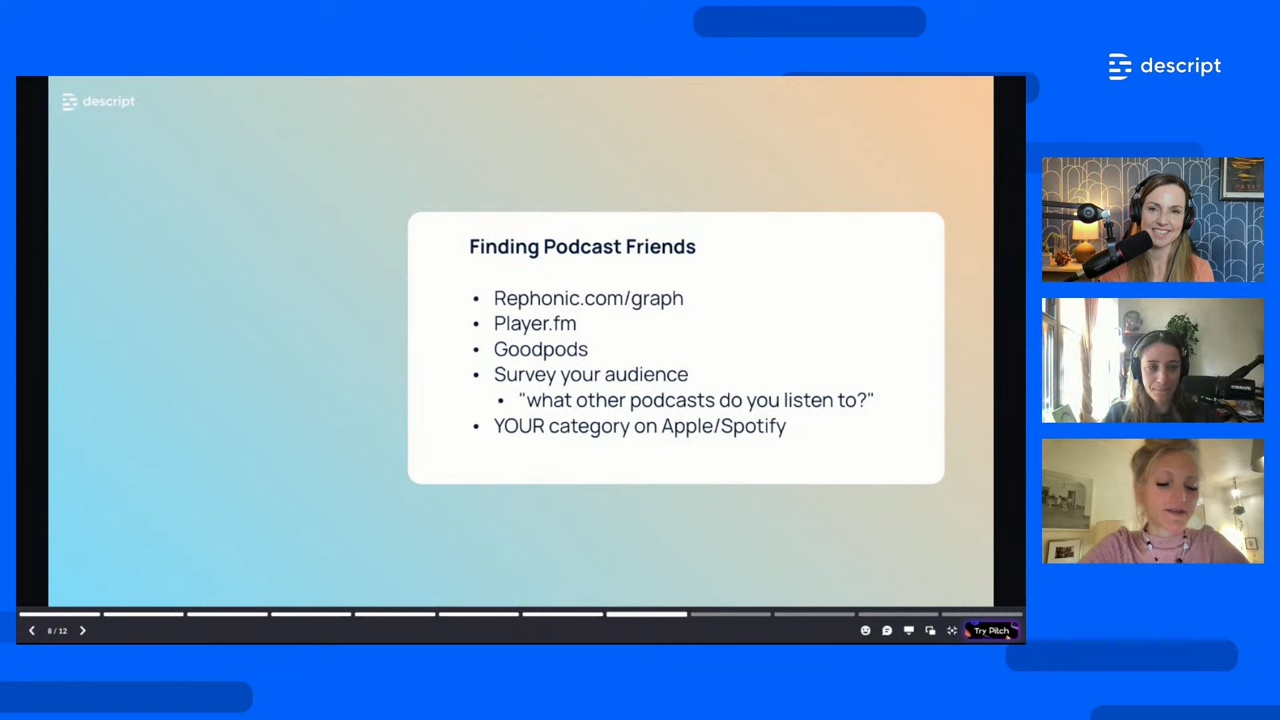 descript
descript
Finding Podcast Friends
• Rephonic.com/graph
• Player.fm
• Goodpods
• Survey your audience
• "what other podcasts do you listen to?"
• YOUR category on Apple/Spotify
8 / 12
Try Pitch